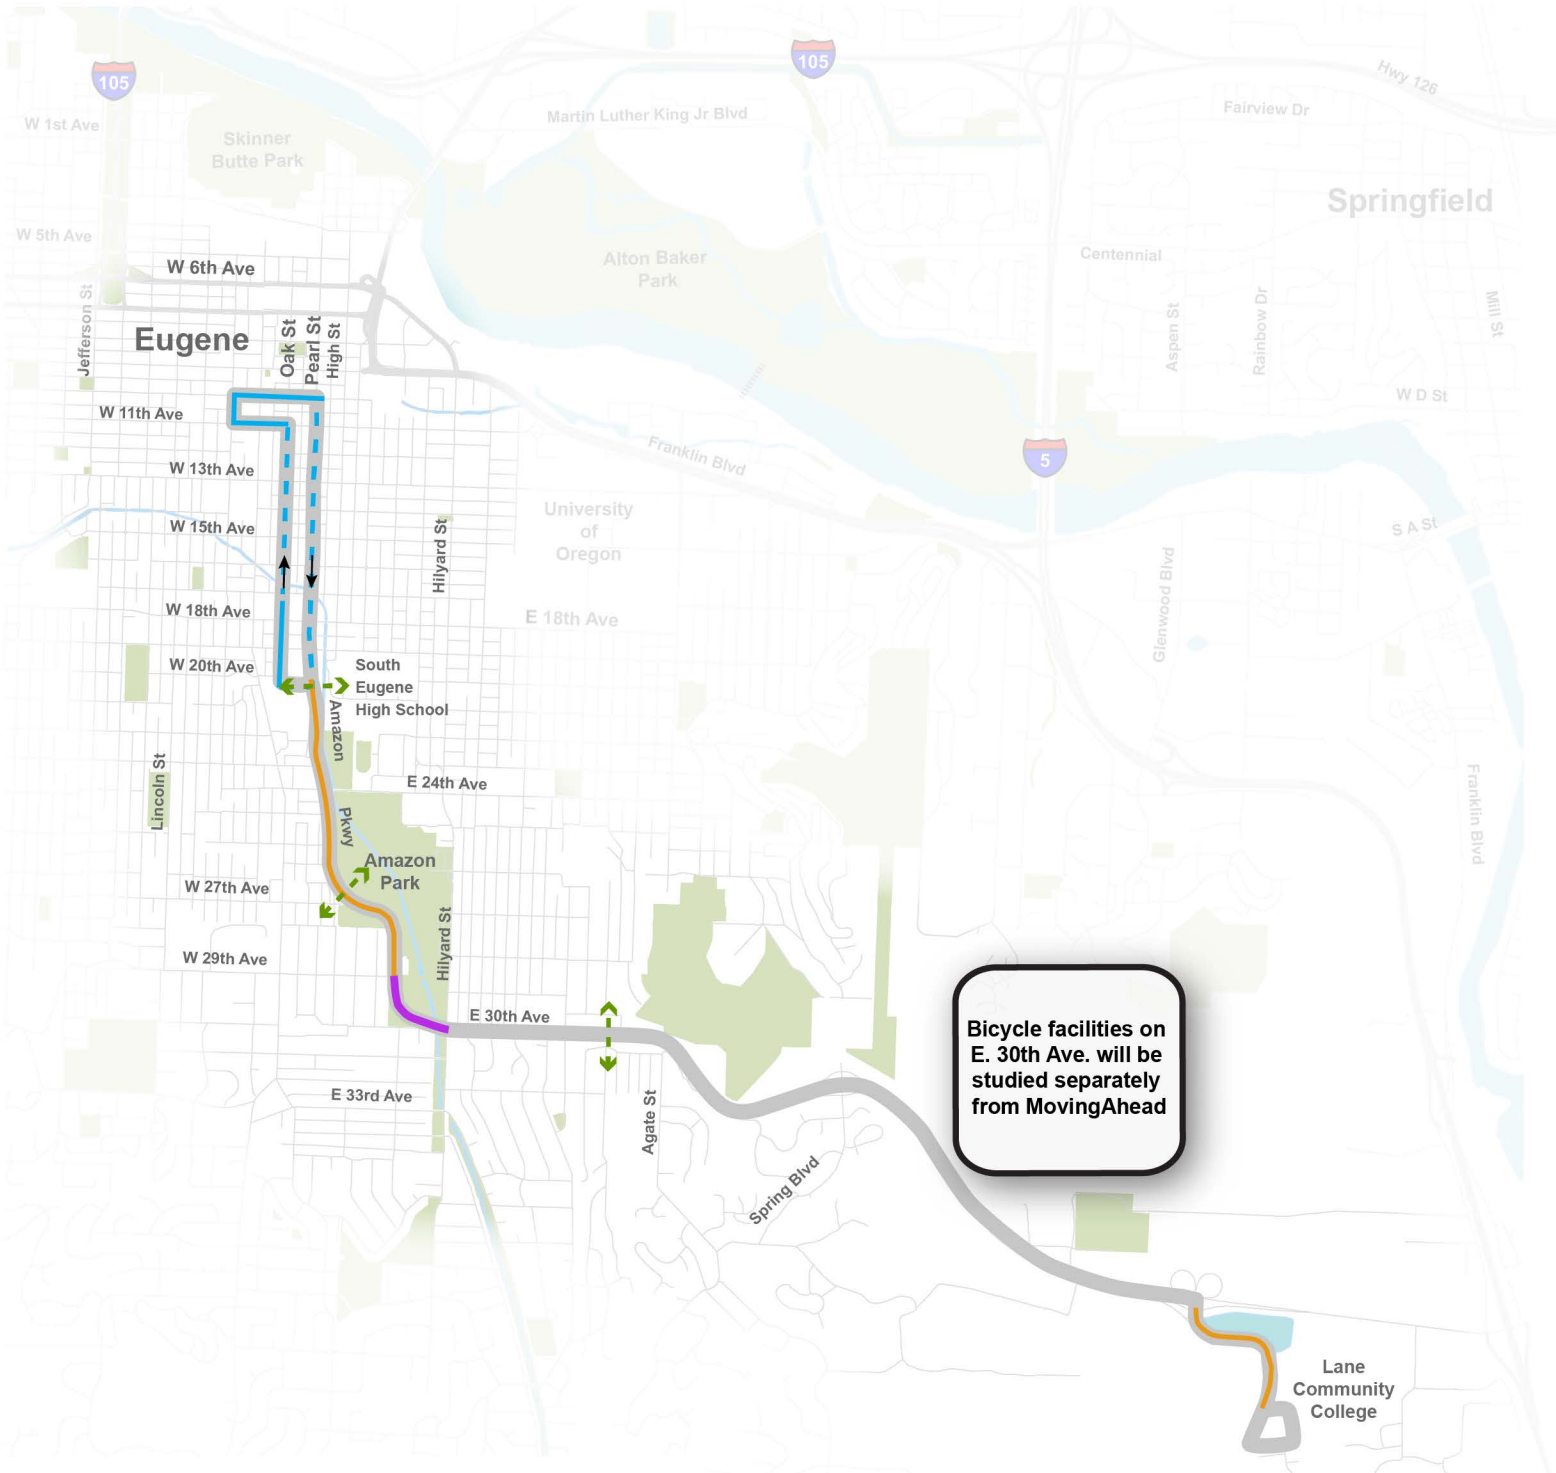 105
105
Hwy 126
W 1st Ave
Skinner
Butte Park
Martin Luther King Jr Blvd
Fairview Dr
Springfield
W 5th Ave
W 6th Ave
Alton Baker
Park
Centennial
Jefferson St
Eugene
Oak St
Pearl St
High St
Aspen St
Rainbow Dr
Mill St
W 11th Ave
W D St
Franklin Blvd
5
W 13th Ave
W 15th Ave
Hilyard St
University
of
Oregon
S A St
Glenwood Blvd
W 18th Ave
E 18th Ave
W 20th Ave
South
Eugene
High School
Amazon
Pkwy
Lincoln St
E 24th Ave
Franklin Blvd
Amazon
Park
W 27th Ave
Hilyard St
W 29th Ave
E 30th Ave
Bicycle facilities on
E. 30th Ave. will be
studied separately
from MovingAhead
E 33rd Ave
Agate St
Spring Blvd
Lane
Community
College